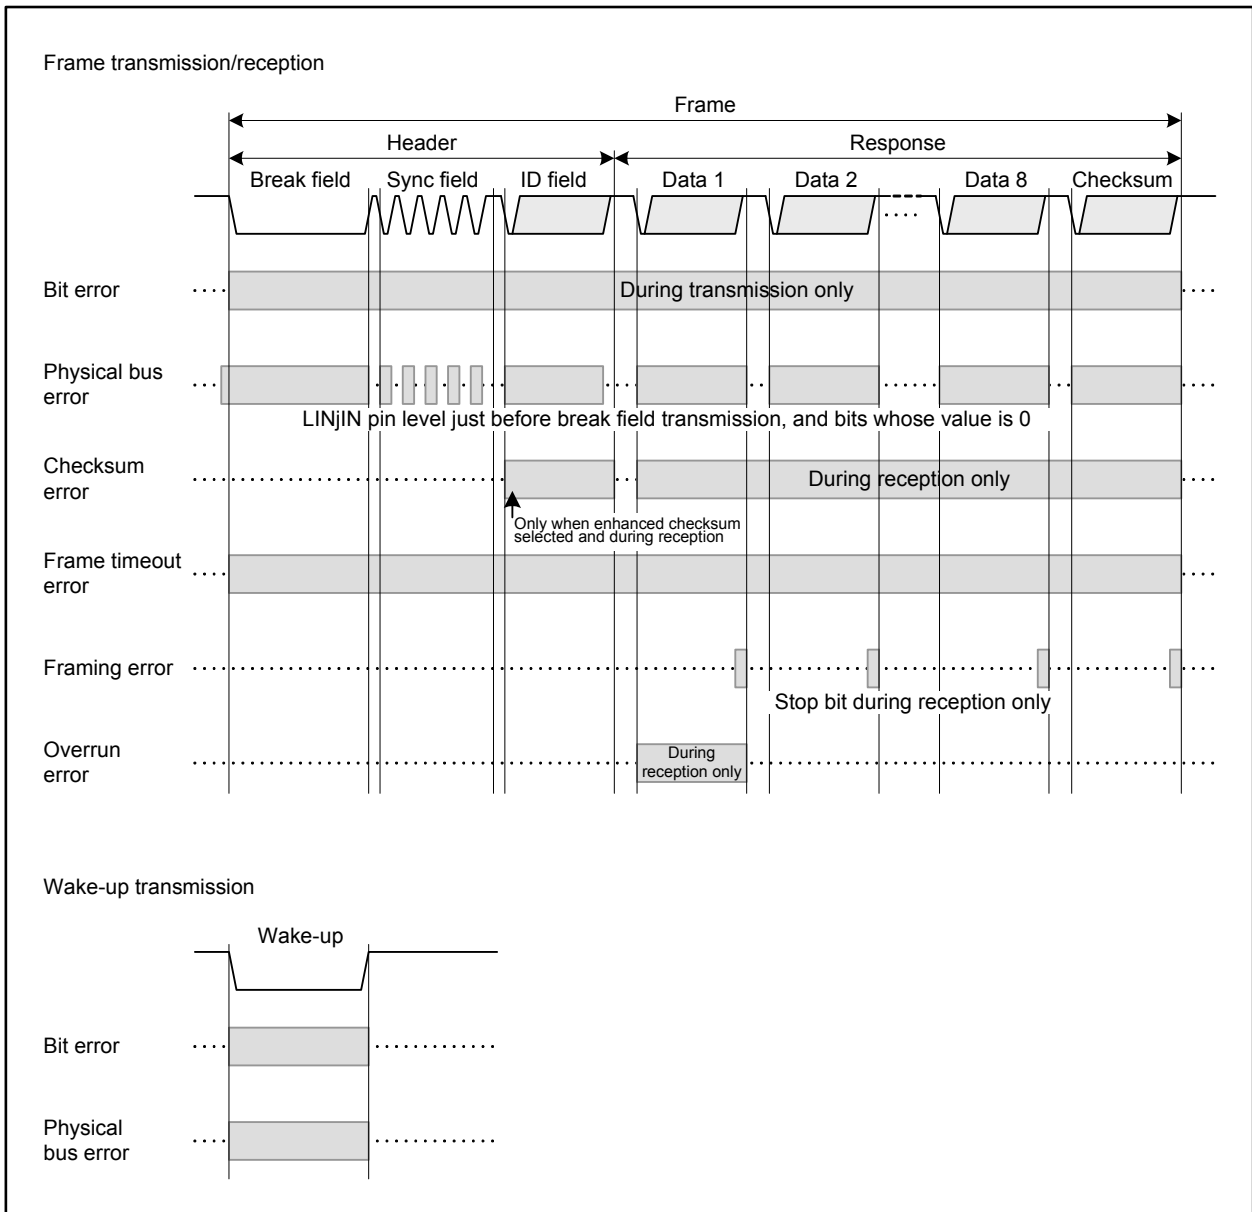 Frame transmission/reception
Frame
Header
Response
Break field
Sync field
ID field
Data 1
Data 2
Data 8
Checksum
Bit error
During transmission only
Physical bus
error
LINjIN pin level just before break field transmission, and bits whose value is 0
Checksum
error
During reception only
Only when enhanced checksum
selected and during reception
Frame timeout
error
Framing error
Stop bit during reception only
Overrun
error
During
reception only
Wake-up transmission
Wake-up
Bit error
Physical
bus error